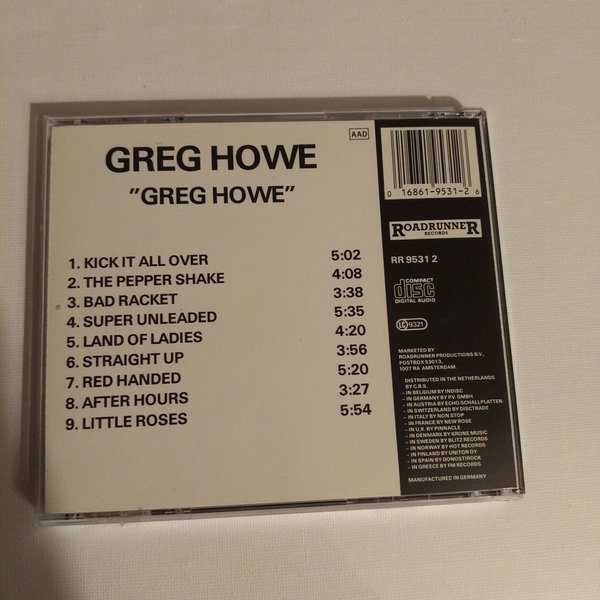 AAD
GREG HOWE
"GREG HOWE"
1. KICK IT ALL OVER 5:02
2. THE PEPPER SHAKE 4:08
3. BAD RACKET 3:38
4. SUPER UNLEADED 5:35
5. LAND OF LADIES 4:20
6. STRAIGHT UP 3:56
7. RED HANDED 5:20
8. AFTER HOURS 3:27
9. LITTLE ROSES 5:54
0 16861-9531-2 6
ROADRUNNER
RECORDS
RR 9531 2
COMPACT
disc
DIGITAL AUDIO
LC 9321
MARKETED BY
ROADRUNNER PRODUCTIONS B.V.
POSTBOX 53013,
1007 RA AMSTERDAM.
DISTRIBUTED IN THE NETHERLANDS
BY C.B.S.
– IN BELGIUM BY INDISC
– IN GERMANY BY P.V. GMBH
– IN AUSTRIA BY ECHO SCHALLPLATTEN
– IN SWITZERLAND BY DISCTRADE
– IN ITALY BY NON STOP
– IN FRANCE BY NEW ROSE
– IN U.K. BY PINNACLE
– IN DENMARK BY KRONE MUSIC
– IN SWEDEN BY BLITZ RECORDS
– IN NORWAY BY HOT RECORDS
– IN FINLAND BY UNITOR OY
– IN SPAIN BY DONOSTIROCK
– IN GREECE BY FM RECORDS
MANUFACTURED IN GERMANY